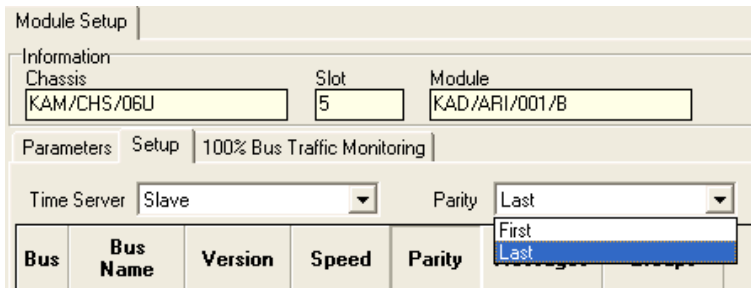 Module Setup
Information
Chassis Slot Module
KAM/CHS/06U 5 KAD/ARI/001/B
Parameters Setup 100% Bus Traffic Monitoring
Time Server Slave Parity Last
First
Last
Bus Bus Name Version Speed Parity